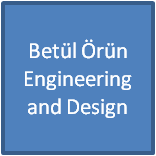 Betül Örün
Engineering
and Design